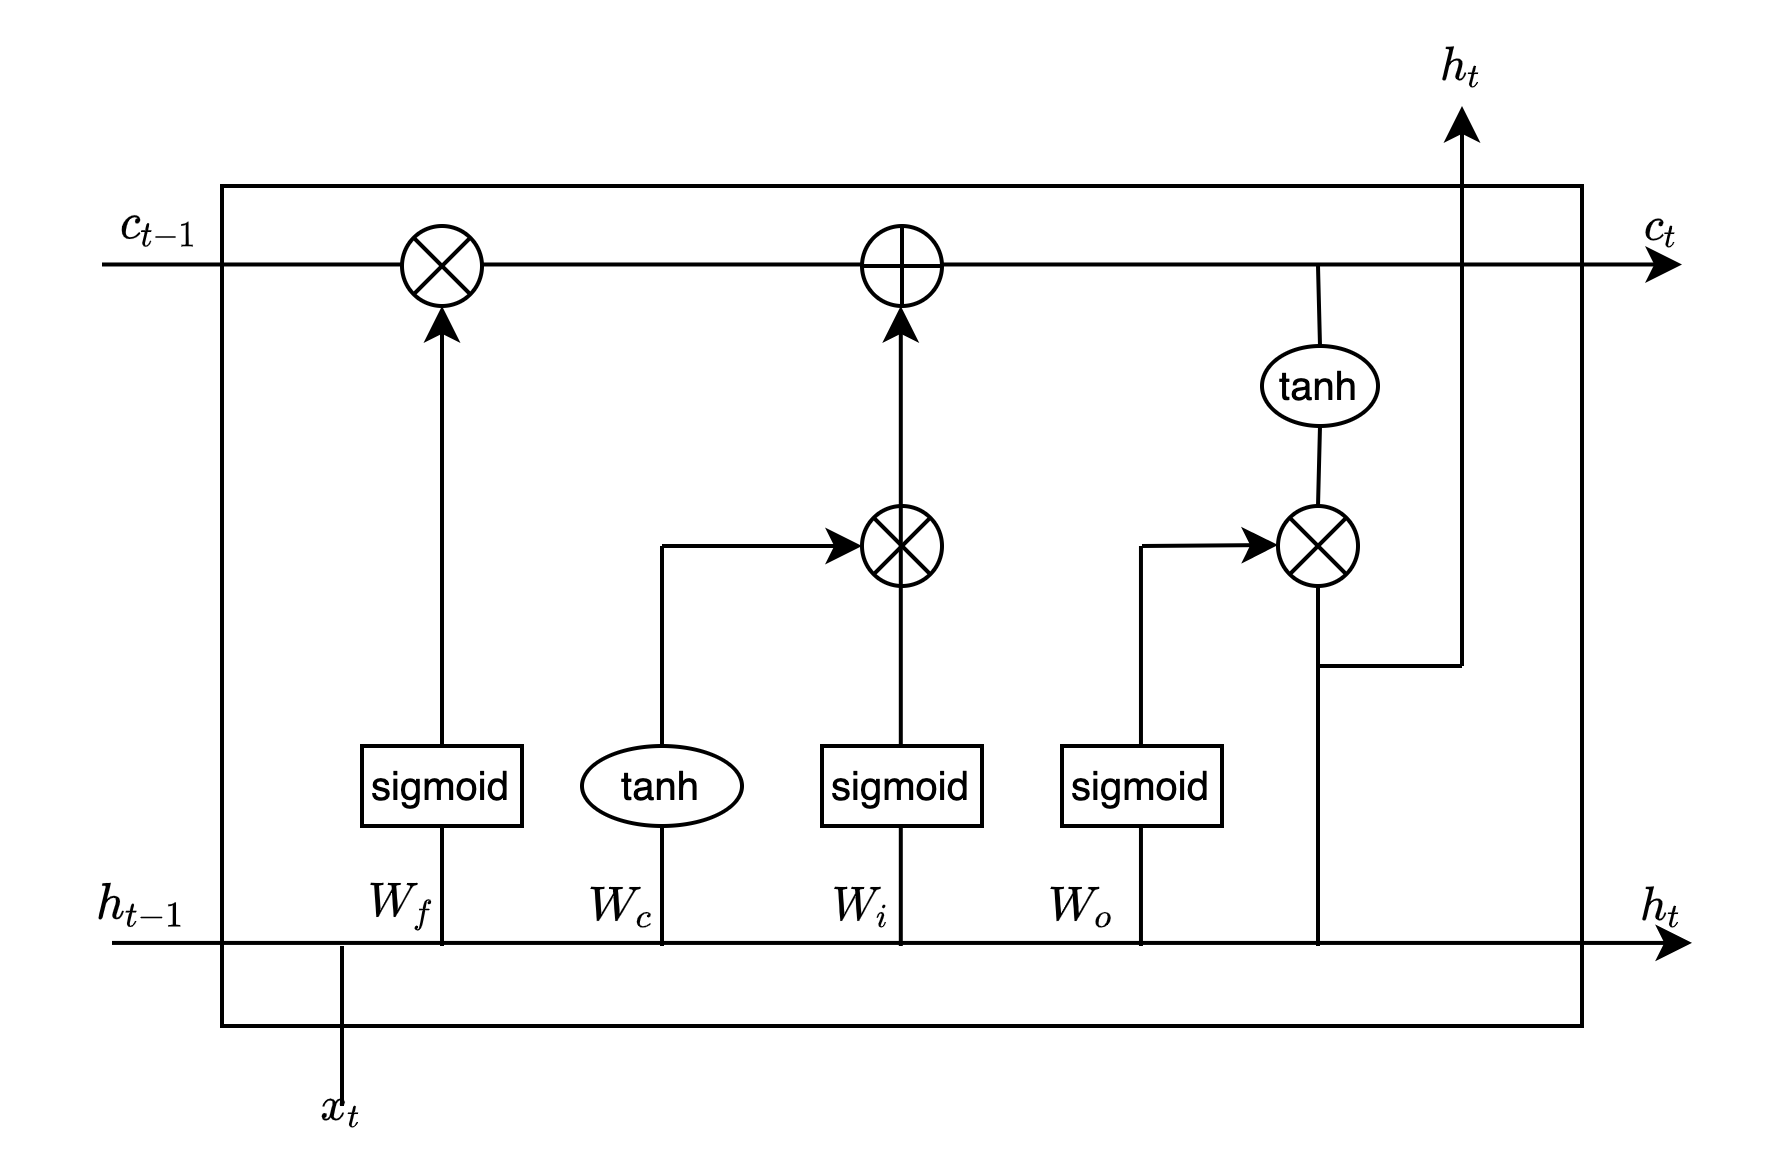 h_t
c_{t-1}
c_t
tanh
sigmoid
tanh
sigmoid
sigmoid
W_f
W_c
W_i
W_o
h_{t-1}
h_t
x_t